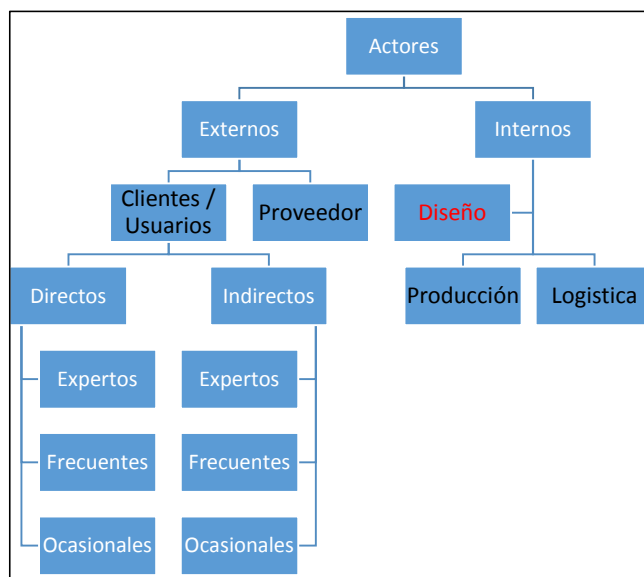 Actores
Externos
Internos
Clientes /
Usuarios
Proveedor
Diseño
Directos
Indirectos
Producción
Logistica
Expertos
Expertos
Frecuentes
Frecuentes
Ocasionales
Ocasionales